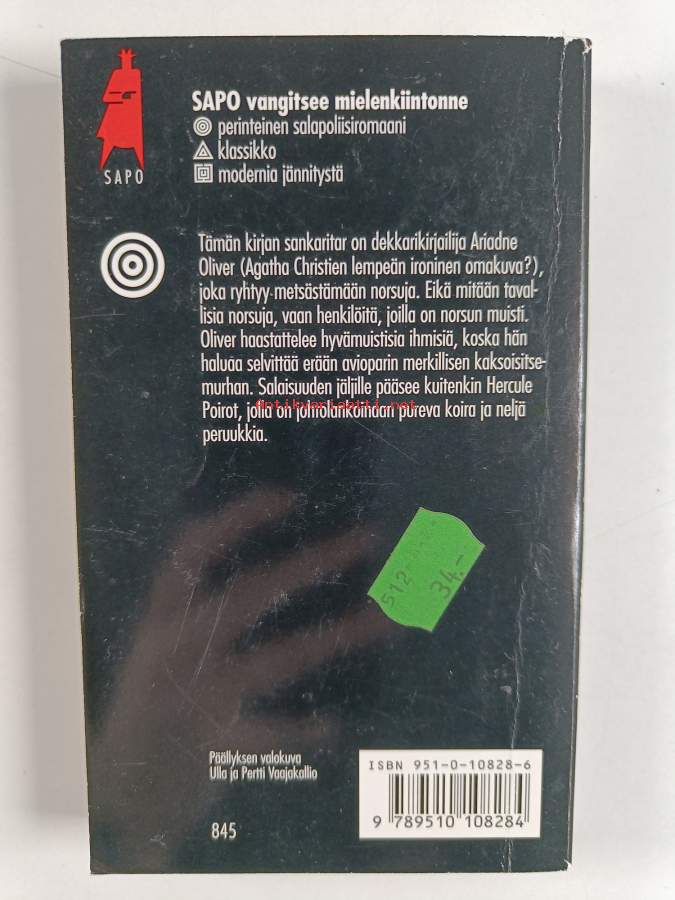 SAPO
SAPO vangitsee mielenkiintonne
perinteinen salapoliisiromaani
klassikko
modernia jännitystä
Tämän kirjan sankaritar on dekkarikirjailija Ariadne
Oliver (Agatha Christien lempeän ironinen omakuva?),
joka ryhtyy metsästämään norsuja. Eikä mitään taval-
lisia norsuja, vaan henkilöitä, joilla on norsun muisti.
Oliver haastattelee hyvämuistisia ihmisiä, koska hän
haluaa selvittää erään avioparin merkillisen kaksoisitse-
murhan. Salaisuuden jäljille pääsee kuitenkin Hercule
Poirot, jolla on johtolankoinaan pureva koira ja neljä
peruukkia.
Antikvariaatti.net
512
34.-
Päällyksen valokuva
Ulla ja Pertti Vaajakallio
845
ISBN 951-0-10828-6
9 789510 108284